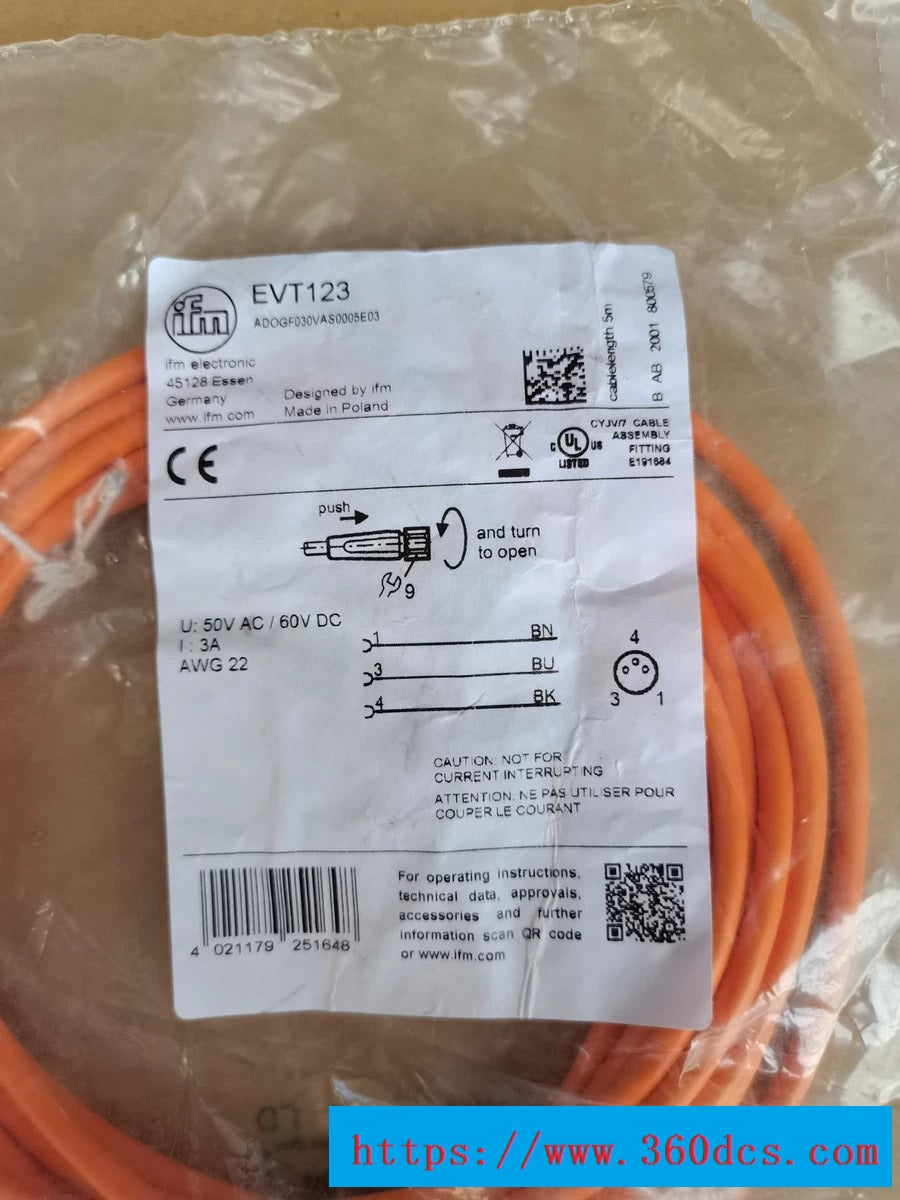 ifm
EVT123
ADOGF030VAS0005E03
ifm electronic
45128 Essen
Germany
www.ifm.com
Designed by ifm
Made in Poland
cablelength 5m
B AB 2001 800579
CE
C UL US
LISTED
CYJV/7 CABLE
ASSEMBLY
FITTING
E191684
push
and turn
to open
9
U: 50V AC / 60V DC
I : 3A
AWG 22
1 BN
3 BU
4 BK
4
3 1
CAUTION: NOT FOR
CURRENT INTERRUPTING
ATTENTION: NE PAS UTILISER POUR
COUPER LE COURANT
4 021179 251648
For operating instructions,
technical data, approvals,
accessories and further
information scan QR code
or www.ifm.com
https://www.360dcs.com